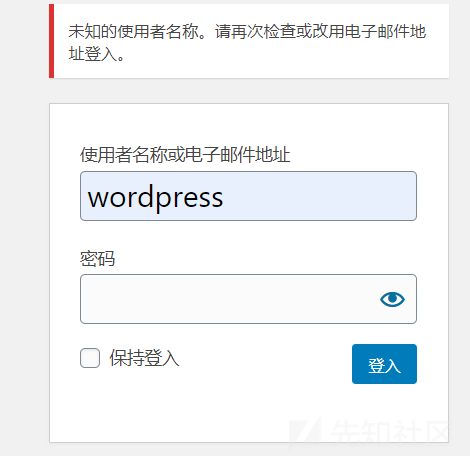 未知的使用者名称。请再次检查或改用电子邮件地
址登入。
使用者名称或电子邮件地址
wordpress
密码
保持登入
登入
先知社区